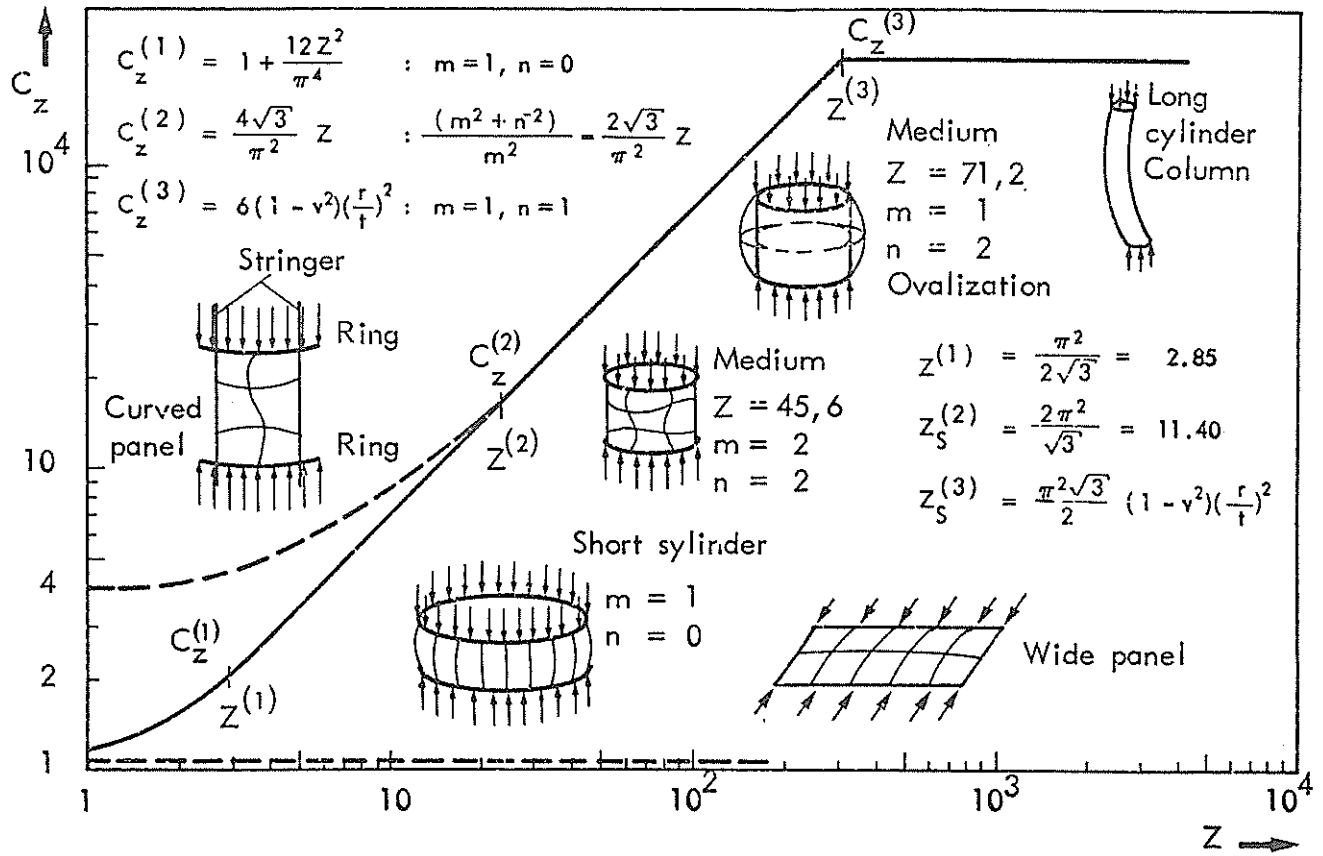 C_z
C_z^(1) = 1 + 12Z²/π⁴ : m = 1, n = 0
C_z^(2) = 4√3/π² Z : (m² + n⁻²)/m² = 2√3/π² Z
C_z^(3) = 6(1 - ν²)(r/t)² : m = 1, n = 1
C_z^(3)
Z^(3)
Long
cylinder
Column
Medium
Z = 71,2
m = 1
n = 2
Ovalization
Stringer
Ring
Curved
panel
Ring
C_z^(2)
Z^(2)
Medium
Z = 45,6
m = 2
n = 2
Z^(1) = π²/2√3 = 2.85
Z_S^(2) = 2π²/√3 = 11.40
Z_S^(3) = π²√3/2 (1 - ν²)(r/t)²
Short sylinder
m = 1
n = 0
Wide panel
C_z^(1)
Z^(1)
10⁴
10
4
2
1
1
10
10²
10³
10⁴
Z